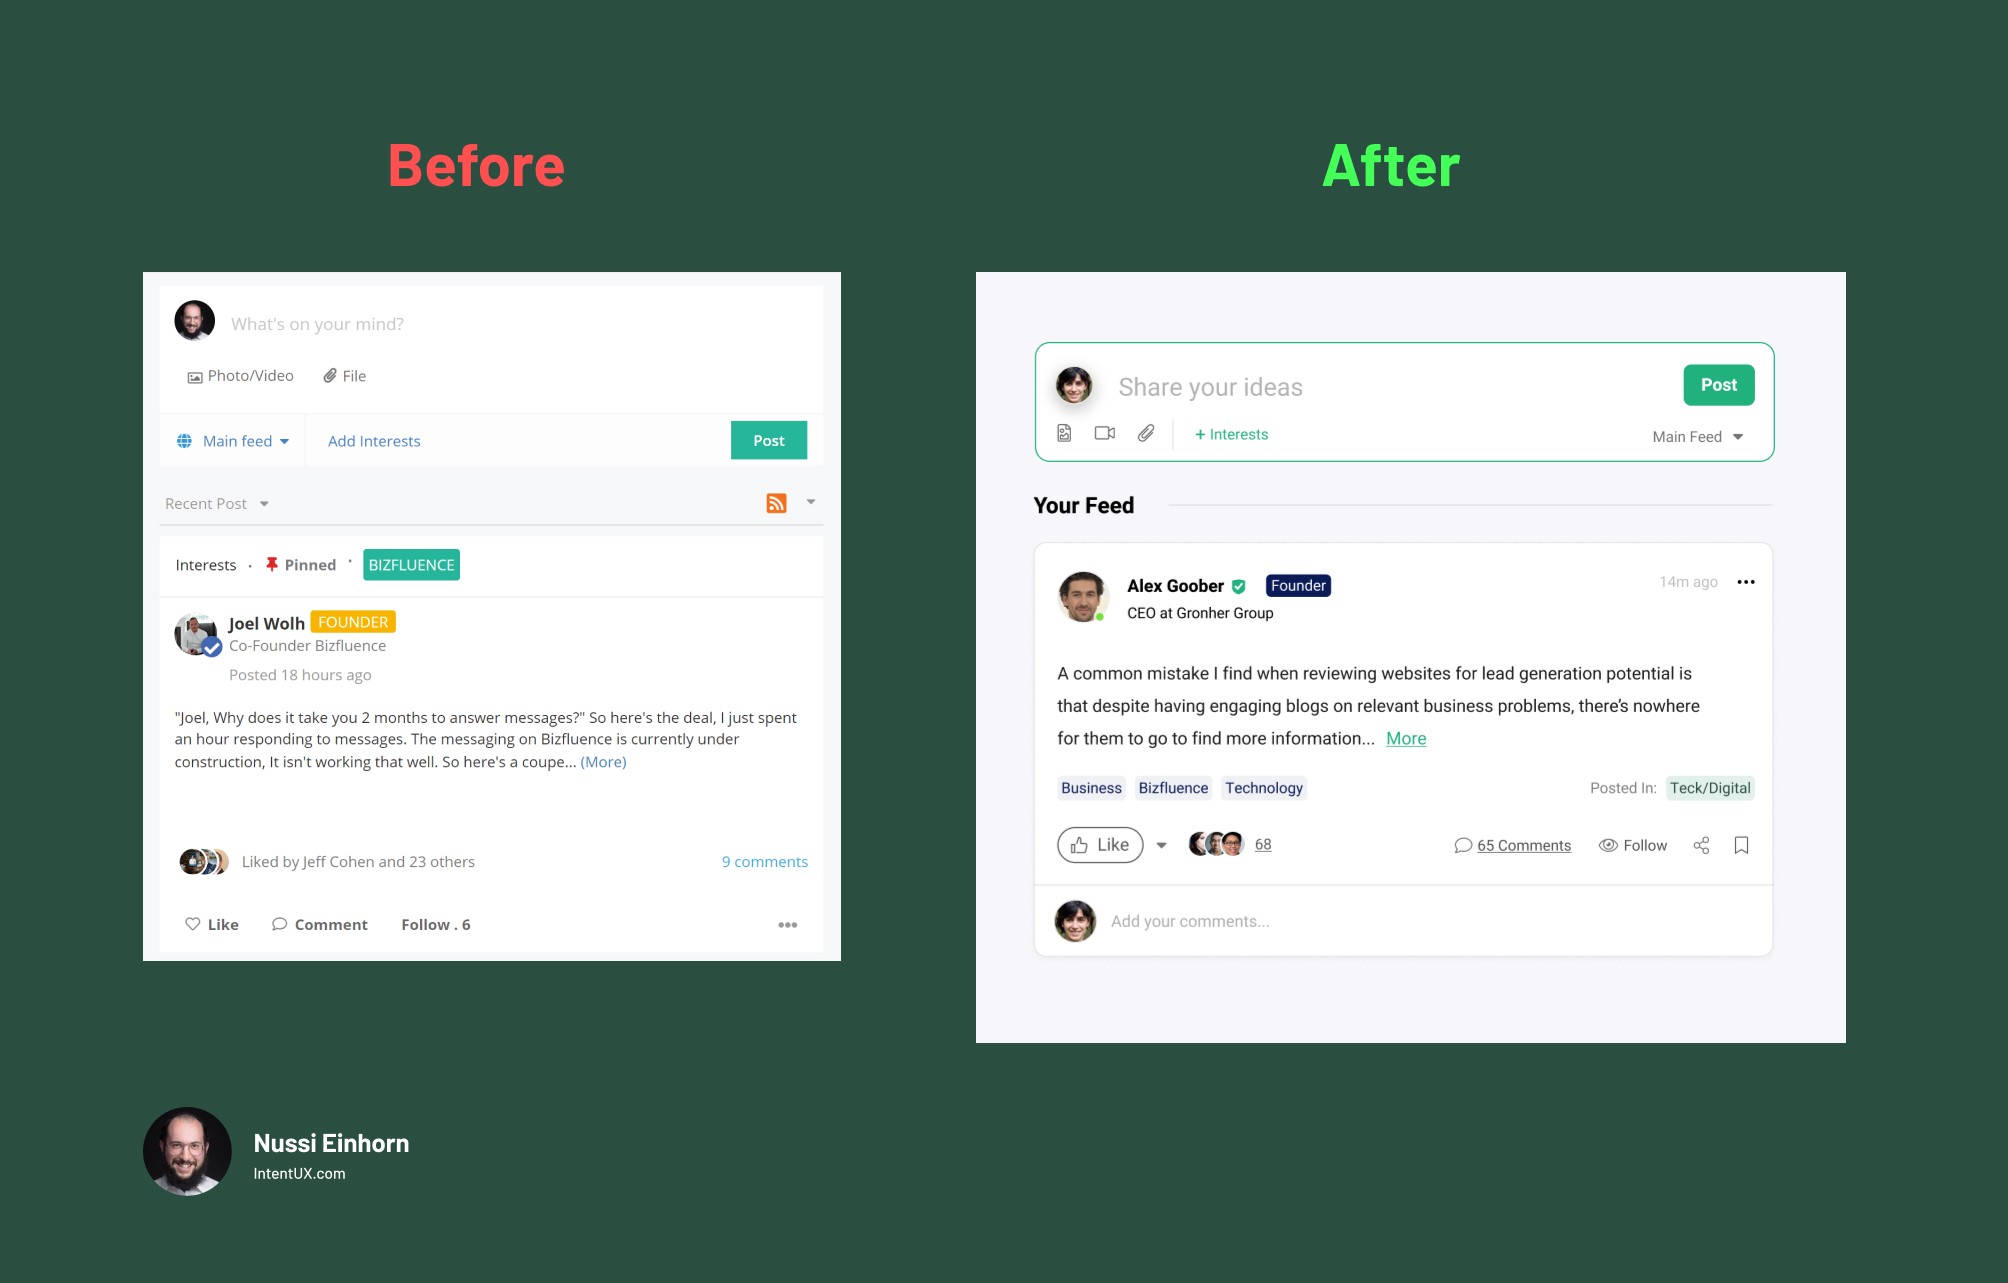 Before
After
What's on your mind?
Photo/Video File
Main feed Add Interests Post
Recent Post
Interests · Pinned · BIZFLUENCE
Joel Wolh FOUNDER
Co-Founder Bizfluence
Posted 18 hours ago
"Joel, Why does it take you 2 months to answer messages?" So here's the deal, I just spent
an hour responding to messages. The messaging on Bizfluence is currently under
construction, It isn't working that well. So here's a coupe... (More)
Liked by Jeff Cohen and 23 others 9 comments
Like Comment Follow . 6
Share your ideas Post
+ Interests Main Feed
Your Feed
Alex Goober Founder 14m ago
CEO at Gronher Group
A common mistake I find when reviewing websites for lead generation potential is
that despite having engaging blogs on relevant business problems, there's nowhere
for them to go to find more information... More
Business Bizfluence Technology Posted In: Teck/Digital
Like 68 65 Comments Follow
Add your comments...
Nussi Einhorn
IntentUX.com